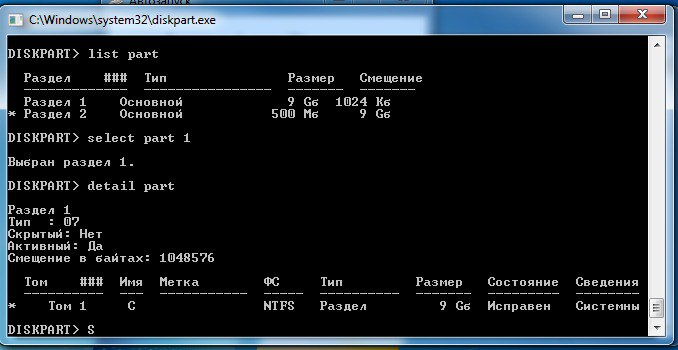 Автозапуск
C:\Windows\system32\diskpart.exe
DISKPART> list part
Раздел ### Тип Размер Смещение
------------- ---------------- ------- -------
Раздел 1 Основной 9 Gб 1024 Kб
* Раздел 2 Основной 500 Mб 9 Gб
DISKPART> select part 1
Выбран раздел 1.
DISKPART> detail part
Раздел 1
Тип : 07
Скрытый: Нет
Активный: Да
Смещение в байтах: 1048576
Том ### Имя Метка ФС Тип Размер Состояние Сведения
---------- --- ----------- ----- ---------- ------- --------- --------
* Том 1 C NTFS Раздел 9 Gб Исправен Системны
DISKPART> S